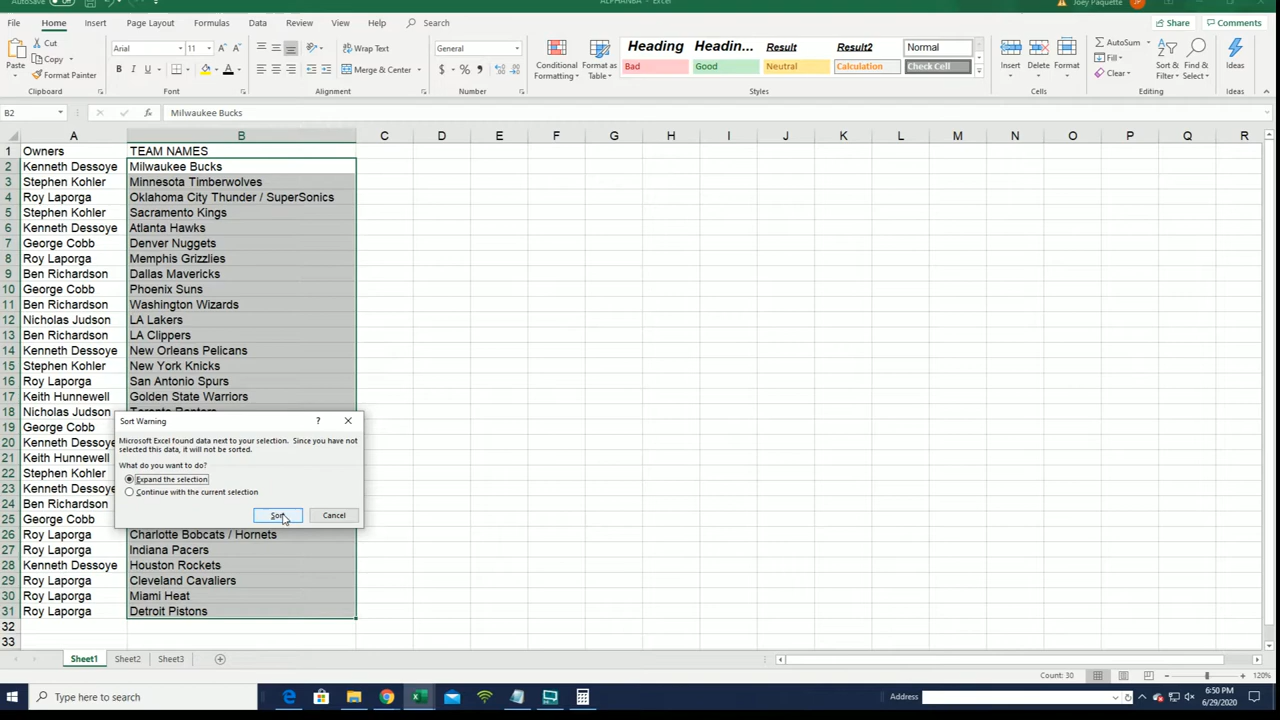 AutoSave
ALPHANBA - Excel
Joey Paquette
JP
File Home Insert Page Layout Formulas Data Review View Help Search
Share Comments
Paste Cut Copy Format Painter
Arial 11 A A
B I U A
Wrap Text
Merge & Center
General
$ %
Conditional Formatting
Format as Table
Heading Headin... Result Result2 Normal
Bad Good Neutral Calculation Check Cell
Insert Delete Format
AutoSum
Fill
Clear
Sort & Filter
Find & Select
Ideas
Clipboard Font Alignment Number Styles Cells Editing Ideas
B2 fx Milwaukee Bucks
A B C D E F G H I J K L M N O P Q R
1 Owners TEAM NAMES
2 Kenneth Dessoye Milwaukee Bucks
3 Stephen Kohler Minnesota Timberwolves
4 Roy Laporga Oklahoma City Thunder / SuperSonics
5 Stephen Kohler Sacramento Kings
6 Kenneth Dessoye Atlanta Hawks
7 George Cobb Denver Nuggets
8 Roy Laporga Memphis Grizzlies
9 Ben Richardson Dallas Mavericks
10 George Cobb Phoenix Suns
11 Ben Richardson Washington Wizards
12 Nicholas Judson LA Lakers
13 Ben Richardson LA Clippers
14 Kenneth Dessoye New Orleans Pelicans
15 Stephen Kohler New York Knicks
16 Roy Laporga San Antonio Spurs
17 Keith Hunnewell Golden State Warriors
18 Nicholas Judson Toronto Raptors
19 George Cobb
20 Kenneth Dessoye
21 Keith Hunnewell
22 Stephen Kohler
23 Kenneth Dessoye
24 Ben Richardson
25 George Cobb
Sort Warning ?
Microsoft Excel found data next to your selection. Since you have not
selected this data, it will not be sorted.
What do you want to do?
Expand the selection
Continue with the current selection
Sort Cancel
26 Roy Laporga Charlotte Bobcats / Hornets
27 Roy Laporga Indiana Pacers
28 Kenneth Dessoye Houston Rockets
29 Roy Laporga Cleveland Cavaliers
30 Roy Laporga Miami Heat
31 Roy Laporga Detroit Pistons
32
33
Sheet1 Sheet2 Sheet3
Count: 30 120%
Type here to search
Address
6:50 PM
6/29/2020